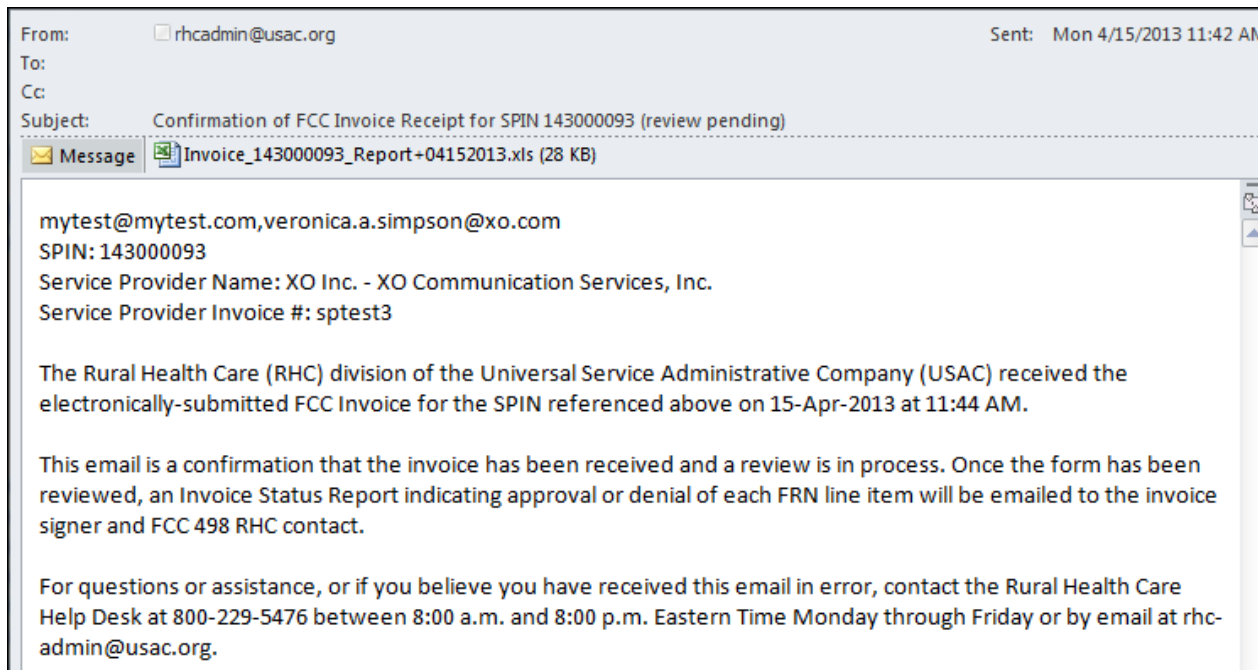 From: rhcadmin@usac.org Sent: Mon 4/15/2013 11:42 AM
To:
Cc:
Subject: Confirmation of FCC Invoice Receipt for SPIN 143000093 (review pending)
Message Invoice_143000093_Report+04152013.xls (28 KB)
mytest@mytest.com,veronica.a.simpson@xo.com
SPIN: 143000093
Service Provider Name: XO Inc. - XO Communication Services, Inc.
Service Provider Invoice #: sptest3
The Rural Health Care (RHC) division of the Universal Service Administrative Company (USAC) received the
electronically-submitted FCC Invoice for the SPIN referenced above on 15-Apr-2013 at 11:44 AM.
This email is a confirmation that the invoice has been received and a review is in process. Once the form has been
reviewed, an Invoice Status Report indicating approval or denial of each FRN line item will be emailed to the invoice
signer and FCC 498 RHC contact.
For questions or assistance, or if you believe you have received this email in error, contact the Rural Health Care
Help Desk at 800-229-5476 between 8:00 a.m. and 8:00 p.m. Eastern Time Monday through Friday or by email at rhc-
admin@usac.org.